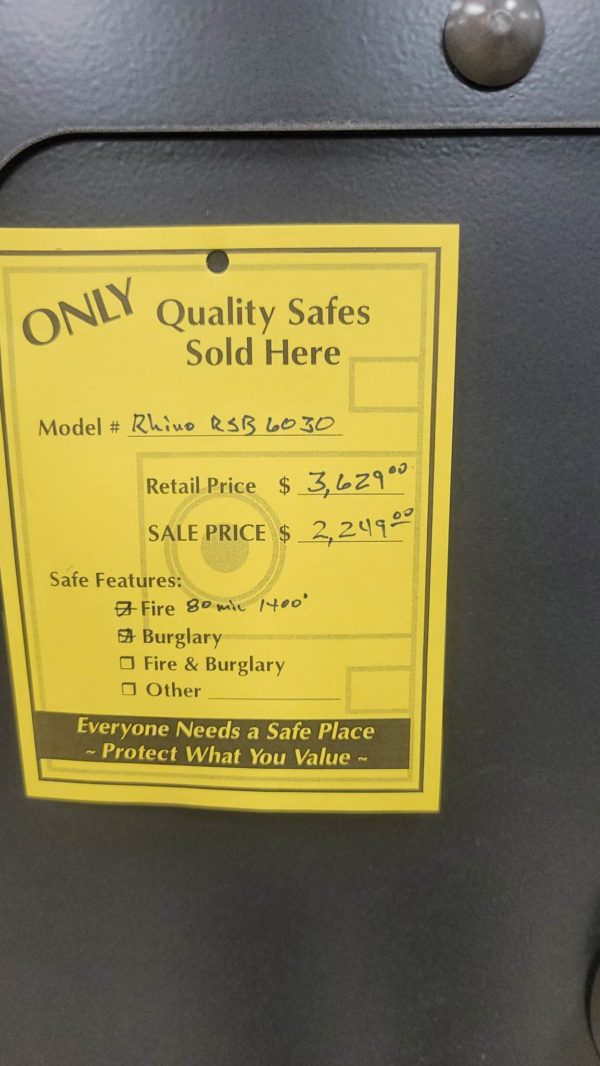 ONLY Quality Safes
Sold Here
Model # Rhino RSB 6030
Retail Price $ 3,629.00
SALE PRICE $ 2,249.00
Safe Features:
Fire 80 min 1400°
Burglary
Fire & Burglary
Other
Everyone Needs a Safe Place
~ Protect What You Value ~